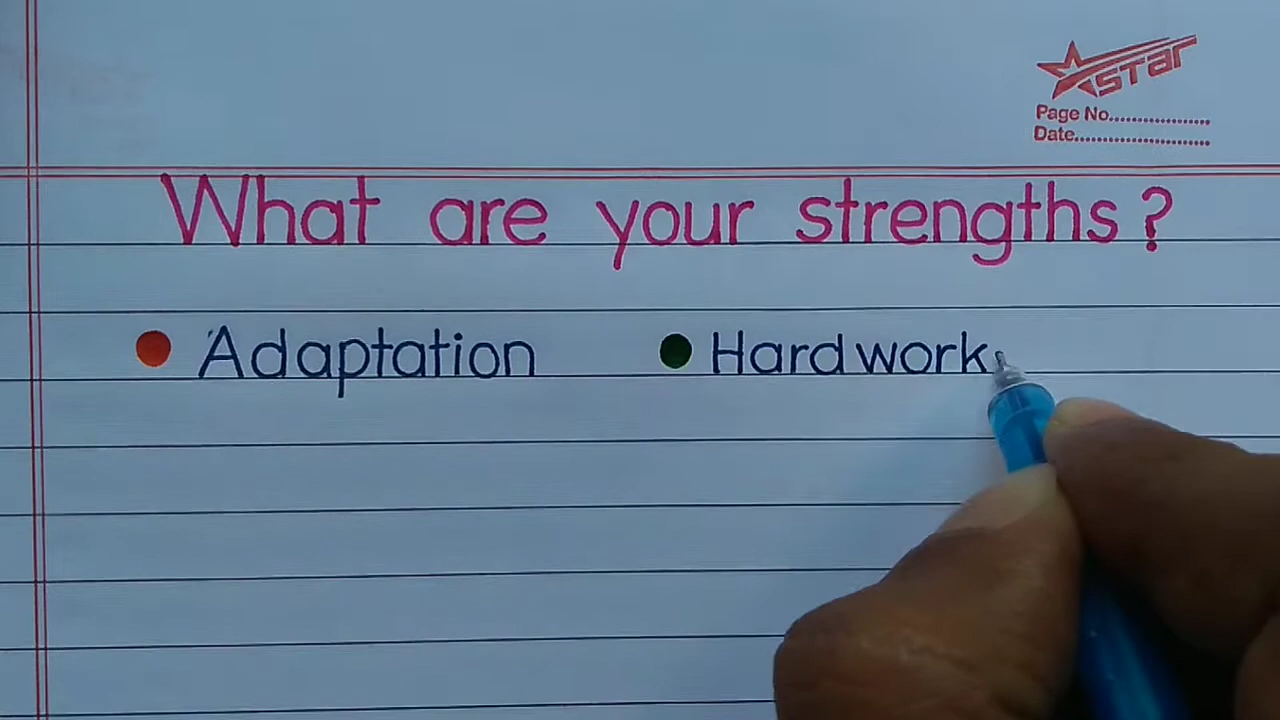 Star
Page No.................
Date........................
What are your strengths?
● Adaptation ● Hardwork